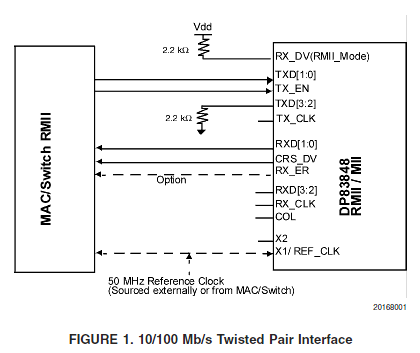 Vdd
2.2 kΩ
RX_DV(RMII_Mode)
TXD[1:0]
TX_EN
TXD[3:2]
2.2 kΩ
TX_CLK
RXD[1:0]
CRS_DV
RX_ER
Option
RXD[3:2]
RX_CLK
COL
X2
X1/ REF_CLK
MAC/Switch RMII
DP83848
RMII / MII
50 MHz Reference Clock
(Sourced externally or from MAC/Switch)
20168001
FIGURE 1. 10/100 Mb/s Twisted Pair Interface